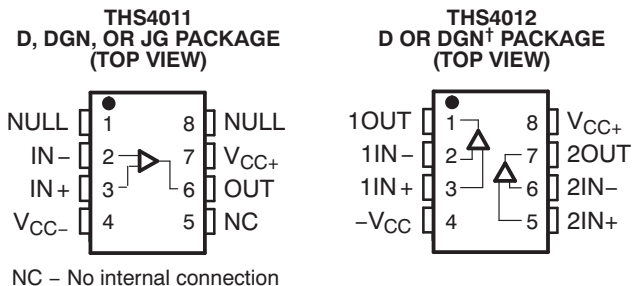 THS4011
D, DGN, OR JG PACKAGE
(TOP VIEW)
NULL 1 8 NULL
IN− 2 7 VCC+
IN+ 3 6 OUT
VCC− 4 5 NC
NC − No internal connection
THS4012
D OR DGN† PACKAGE
(TOP VIEW)
1OUT 1 8 VCC+
1IN− 2 7 2OUT
1IN+ 3 6 2IN−
−VCC 4 5 2IN+